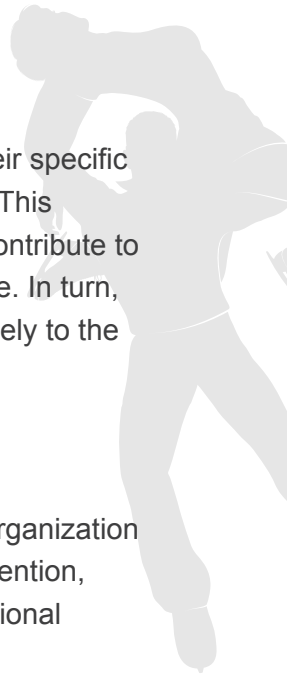 eir specific
This
ontribute to
e. In turn,
ely to the
rganization
ention,
ional